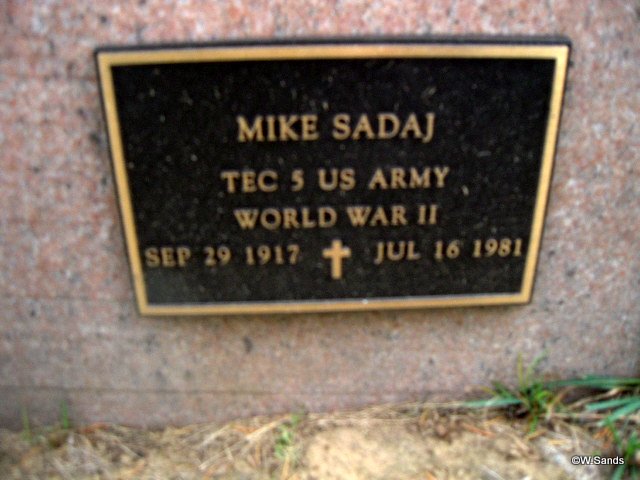 MIKE SADAJ
TEC 5 US ARMY
WORLD WAR II
SEP 29 1917 ✝ JUL 16 1981
©W.Sands